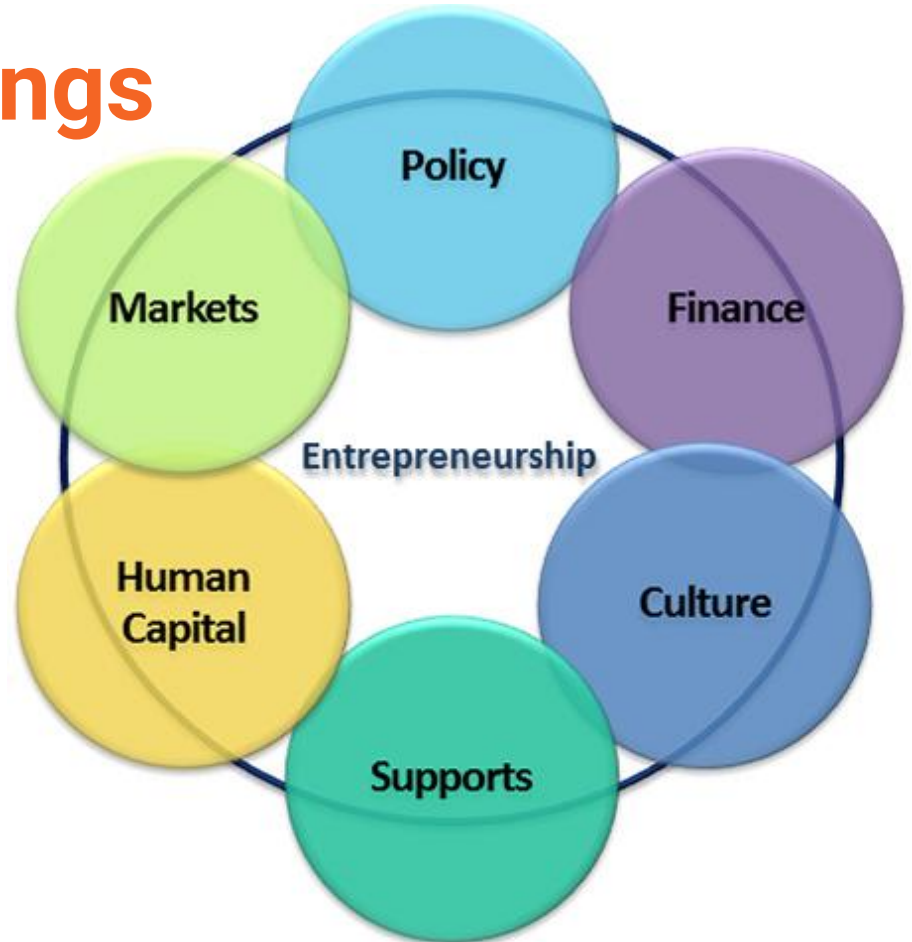 ngs
Policy
Markets
Finance
Entrepreneurship
Human
Capital
Culture
Supports